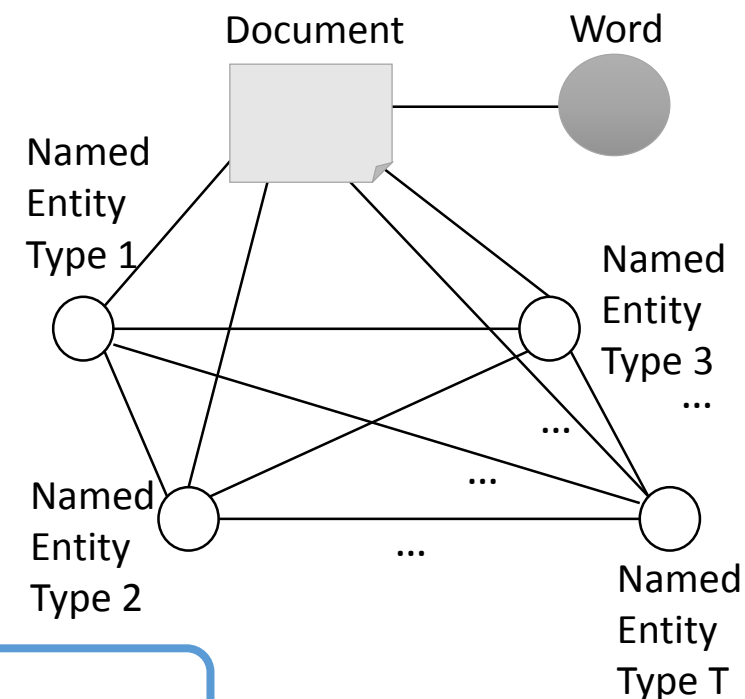 Document
Word
Named
Entity
Type 1
Named
Entity
Type 3
...
...
...
Named
Entity
Type 2
...
Named
Entity
Type T